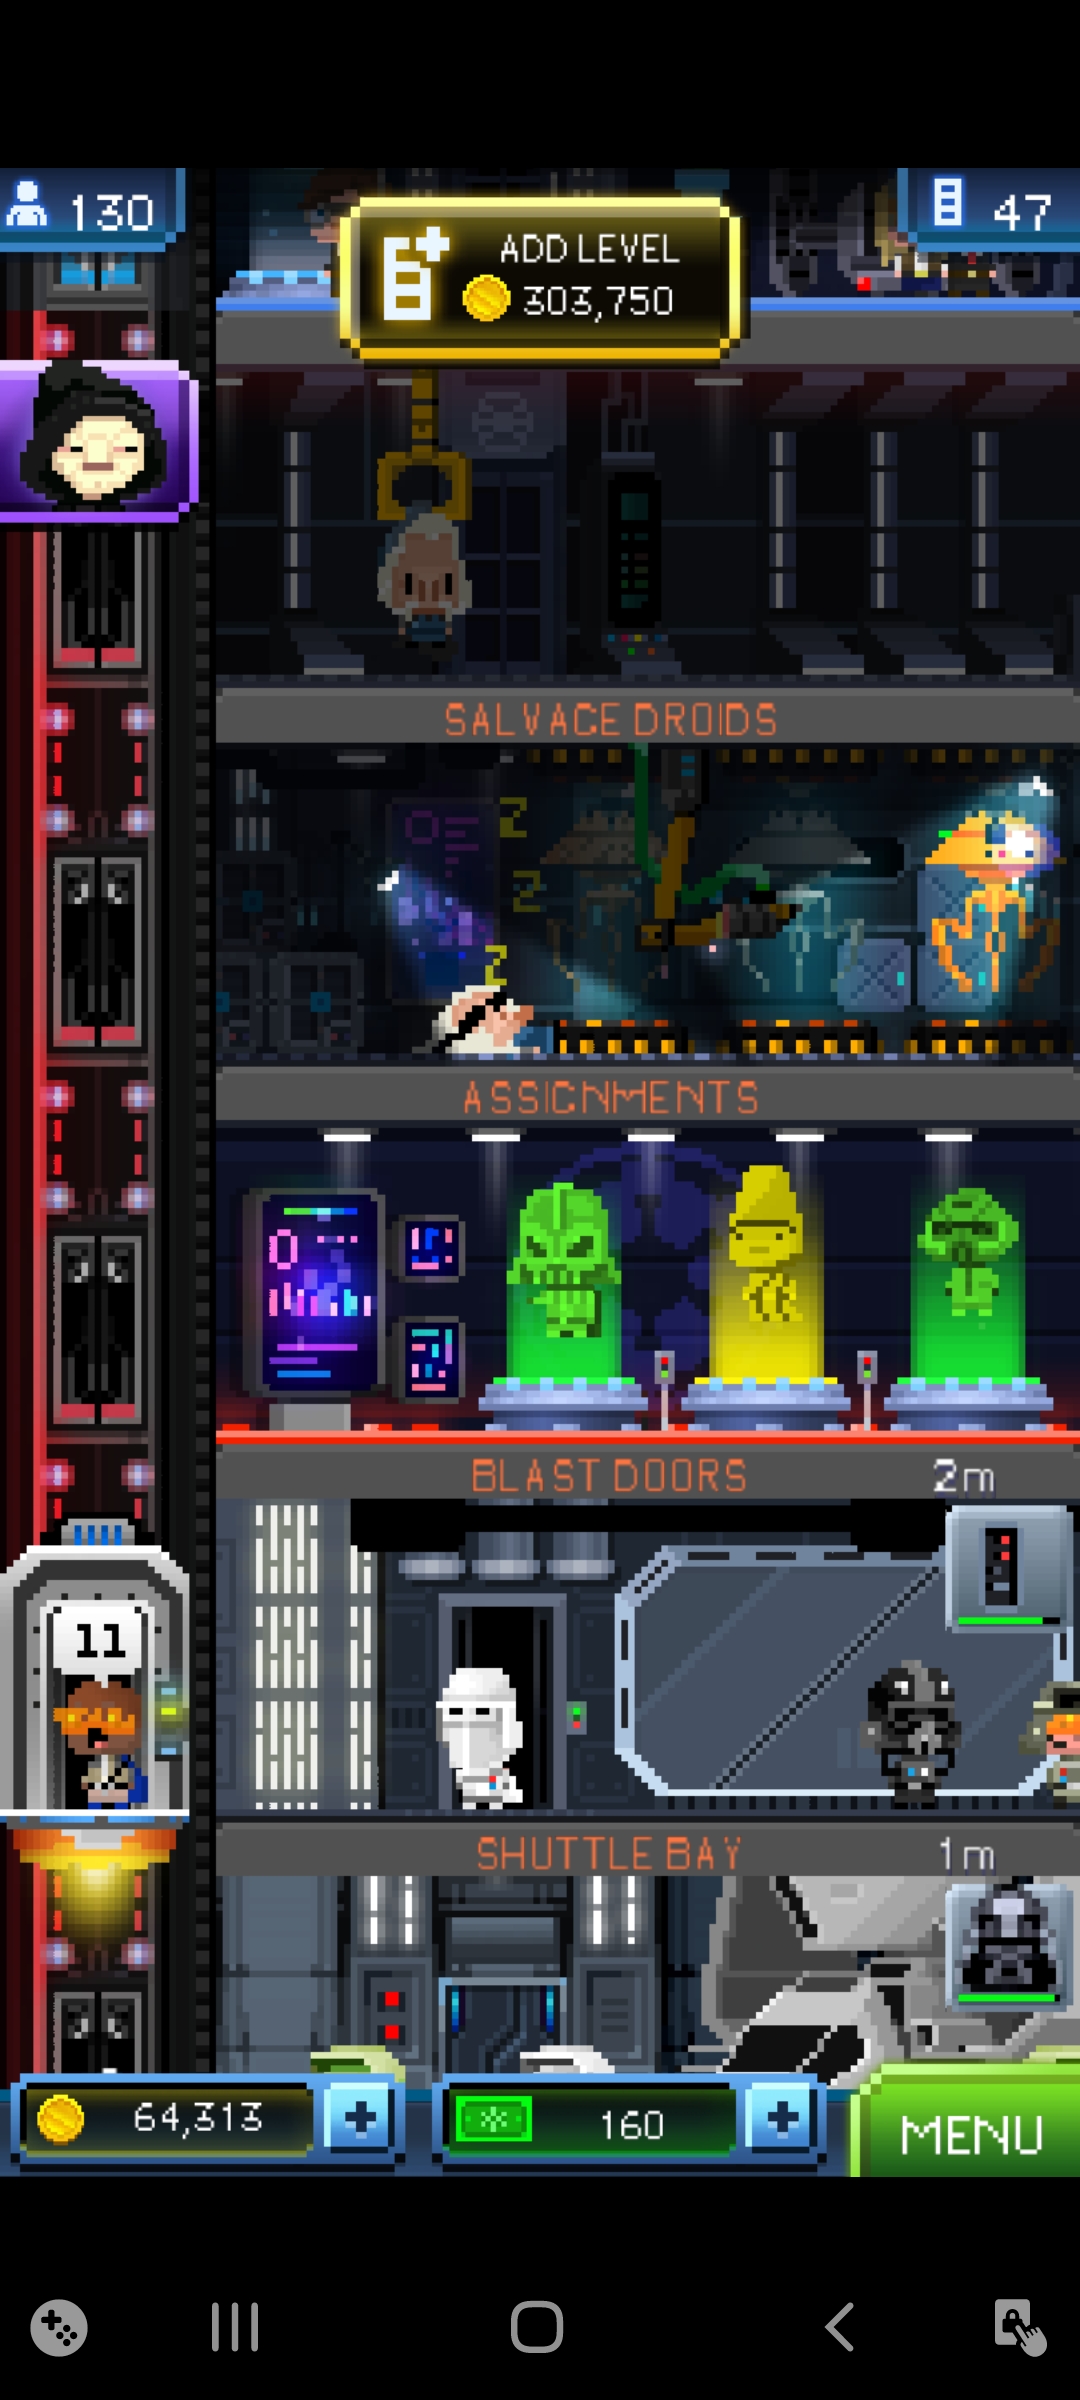 130
47
ADD LEVEL
303,750
SALVAGE DROIDS
Z
Z
Z
ASSIGNMENTS
BLAST DOORS 2m
11
SHUTTLE BAY 1m
64,313
160
MENU